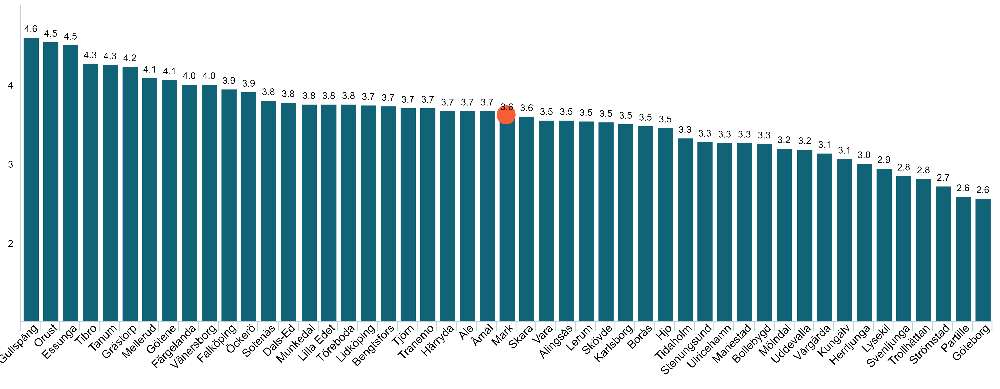 4.6 4.5 4.5 4.3 4.3 4.2 4.1 4.1 4.0 4.0 3.9 3.9 3.8 3.8 3.8 3.8 3.8 3.7 3.7 3.7 3.7 3.7 3.7 3.7 3.6 3.6 3.5 3.5 3.5 3.5 3.5 3.5 3.5 3.3 3.3 3.3 3.3 3.3 3.2 3.2 3.1 3.1 3.0 2.9 2.8 2.8 2.7 2.6 2.6
4
3
2
Gullspång
Orust
Essunga
Tibro
Tanum
Grästorp
Mellerud
Götene
Färgelanda
Vänersborg
Falköping
Öckerö
Sotenäs
Dals-Ed
Munkedal
Lilla Edet
Töreboda
Lidköping
Bengtsfors
Tjörn
Tranemo
Härryda
Ale
Åmål
Mark
Skara
Vara
Alingsås
Lerum
Skövde
Karlsborg
Borås
Hjo
Tidaholm
Stenungsund
Ulricehamn
Mariestad
Bollebygd
Mölndal
Uddevalla
Vårgårda
Kungälv
Herrljunga
Lysekil
Svenljunga
Trollhättan
Strömstad
Partille
Göteborg